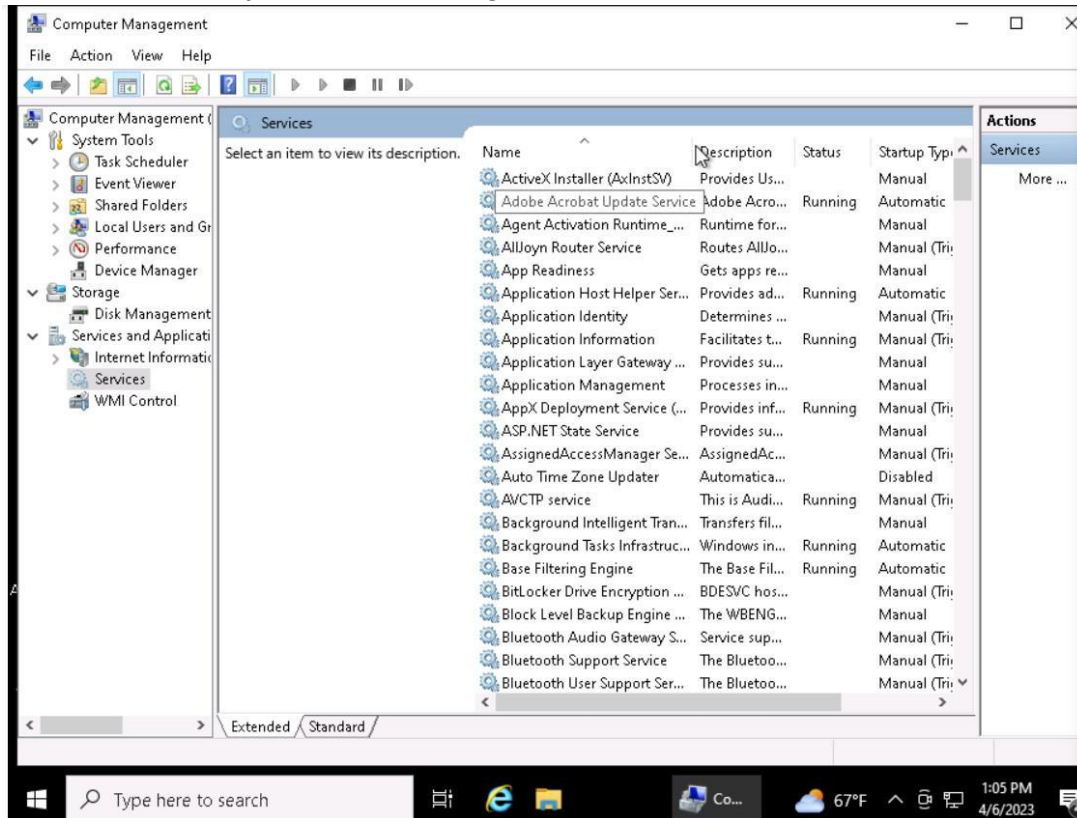 Computer Management
File Action View Help
Computer Management (
System Tools
Task Scheduler
Event Viewer
Shared Folders
Local Users and Gr
Performance
Device Manager
Storage
Disk Management
Services and Applicati
Internet Informatic
Services
WMI Control
Services
Select an item to view its description.
Name Description Status Startup Typ
ActiveX Installer (AxInstSV) Provides Us... Manual
Adobe Acrobat Update Service Adobe Acro... Running Automatic
Agent Activation Runtime_... Runtime for... Manual
AllJoyn Router Service Routes AllJo... Manual (Trig
App Readiness Gets apps re... Manual
Application Host Helper Ser... Provides ad... Running Automatic
Application Identity Determines ... Manual (Trig
Application Information Facilitates t... Running Manual (Trig
Application Layer Gateway ... Provides su... Manual
Application Management Processes in... Manual
AppX Deployment Service (... Provides inf... Running Manual (Trig
ASP.NET State Service Provides su... Manual
AssignedAccessManager Se... AssignedAc... Manual (Trig
Auto Time Zone Updater Automatica... Disabled
AVCTP service This is Audi... Running Manual (Trig
Background Intelligent Tran... Transfers fil... Manual
Background Tasks Infrastruc... Windows in... Running Automatic
Base Filtering Engine The Base Fil... Running Automatic
BitLocker Drive Encryption ... BDESVC hos... Manual (Trig
Block Level Backup Engine ... The WBENG... Manual
Bluetooth Audio Gateway S... Service sup... Manual (Trig
Bluetooth Support Service The Bluetoo... Manual (Trig
Bluetooth User Support Ser... The Bluetoo... Manual (Trig
Extended Standard
Actions
Services
More ...
Type here to search
Co...
67°F
1:05 PM
4/6/2023